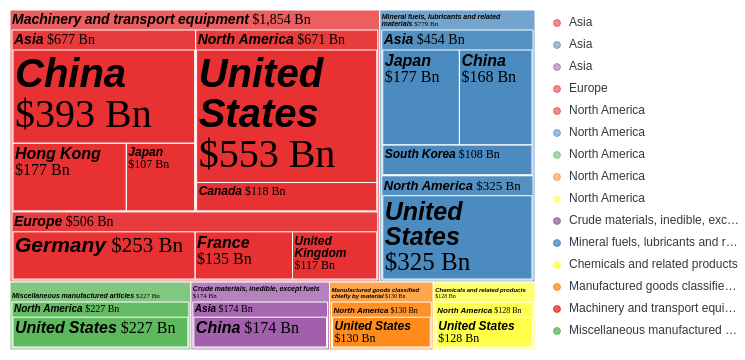 Machinery and transport equipment $1,854 Bn
Asia $677 Bn
North America $671 Bn
China
$393 Bn
Hong Kong
$177 Bn
Japan
$107 Bn
United
States
$553 Bn
Canada $118 Bn
Europe $506 Bn
Germany $253 Bn
France
$135 Bn
United
Kingdom
$117 Bn
Mineral fuels, lubricants and related
materials $779 Bn
Asia $454 Bn
Japan
$177 Bn
China
$168 Bn
South Korea $108 Bn
North America $325 Bn
United
States
$325 Bn
Miscellaneous manufactured articles $227 Bn
North America $227 Bn
United States $227 Bn
Crude materials, inedible, except fuels
$174 Bn
Asia $174 Bn
China $174 Bn
Manufactured goods classified
chiefly by material $130 Bn
North America $130 Bn
United States
$130 Bn
Chemicals and related products
$128 Bn
North America $128 Bn
United States
$128 Bn
Asia
Asia
Asia
Europe
North America
North America
North America
North America
North America
Crude materials, inedible, exc…
Mineral fuels, lubricants and r…
Chemicals and related products
Manufactured goods classifie…
Machinery and transport equi…
Miscellaneous manufactured …